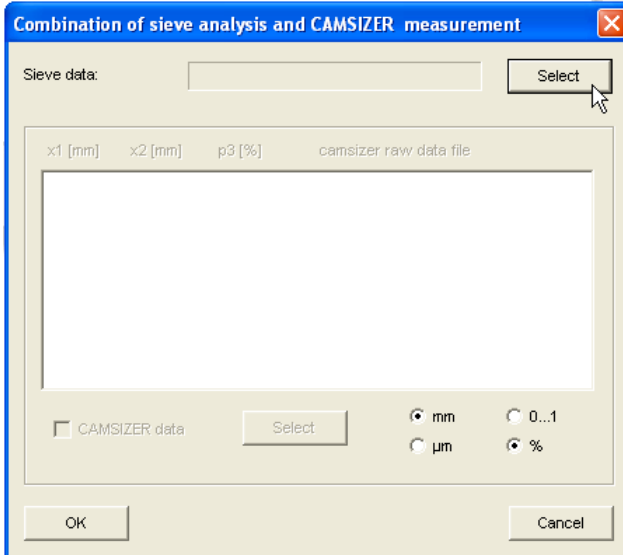 Combination of sieve analysis and CAMSIZER measurement
Sieve data: Select
x1 [mm] x2 [mm] p3 [%] camsizer raw data file
CAMSIZER data Select mm 0...1
µm %
OK Cancel